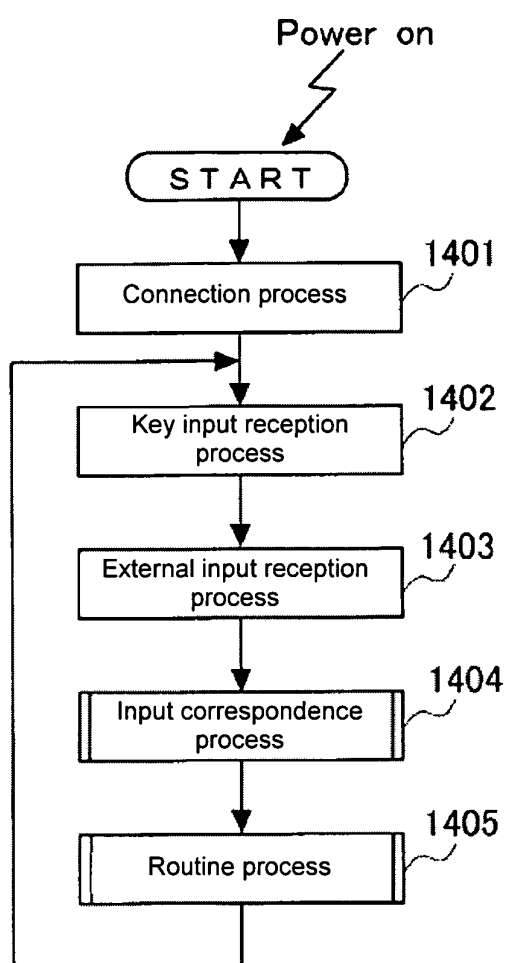 Power on
START
1401
Connection process
1402
Key input reception
process
1403
External input reception
process
1404
Input correspondence
process
1405
Routine process